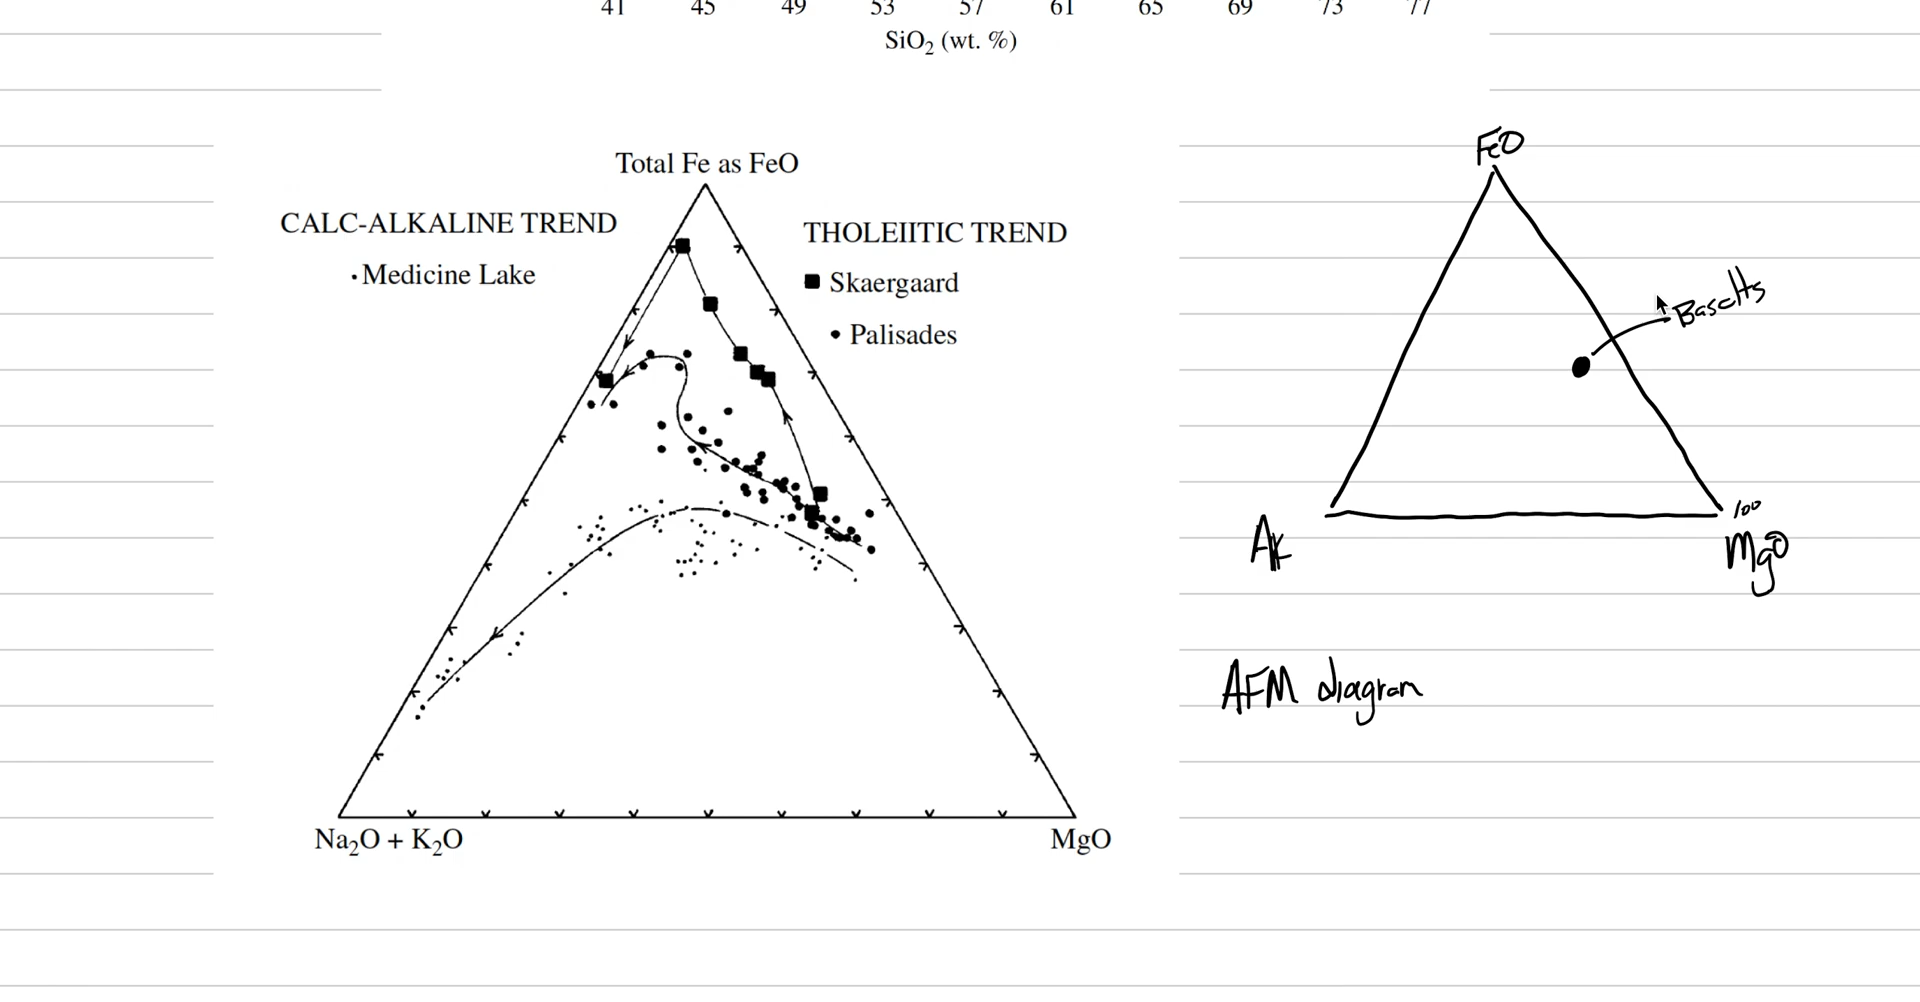 41 45 49 53 57 61 65 69 73 77
SiO₂ (wt. %)
Total Fe as FeO
CALC-ALKALINE TREND
• Medicine Lake
THOLEIITIC TREND
■ Skaergaard
● Palisades
Na₂O + K₂O
MgO
FeO
Basalts
100
MgO
AFM diagram